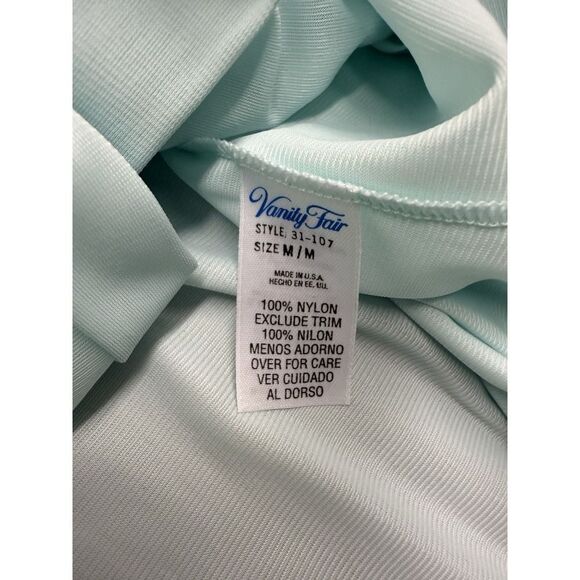 Vanity Fair
STYLE, 31-107
SIZE M/M
MADE IN U.S.A.
HECHO EN EE. UU.
100% NYLON
EXCLUDE TRIM
100% NILON
MENOS ADORNO
OVER FOR CARE
VER CUIDADO
AL DORSO